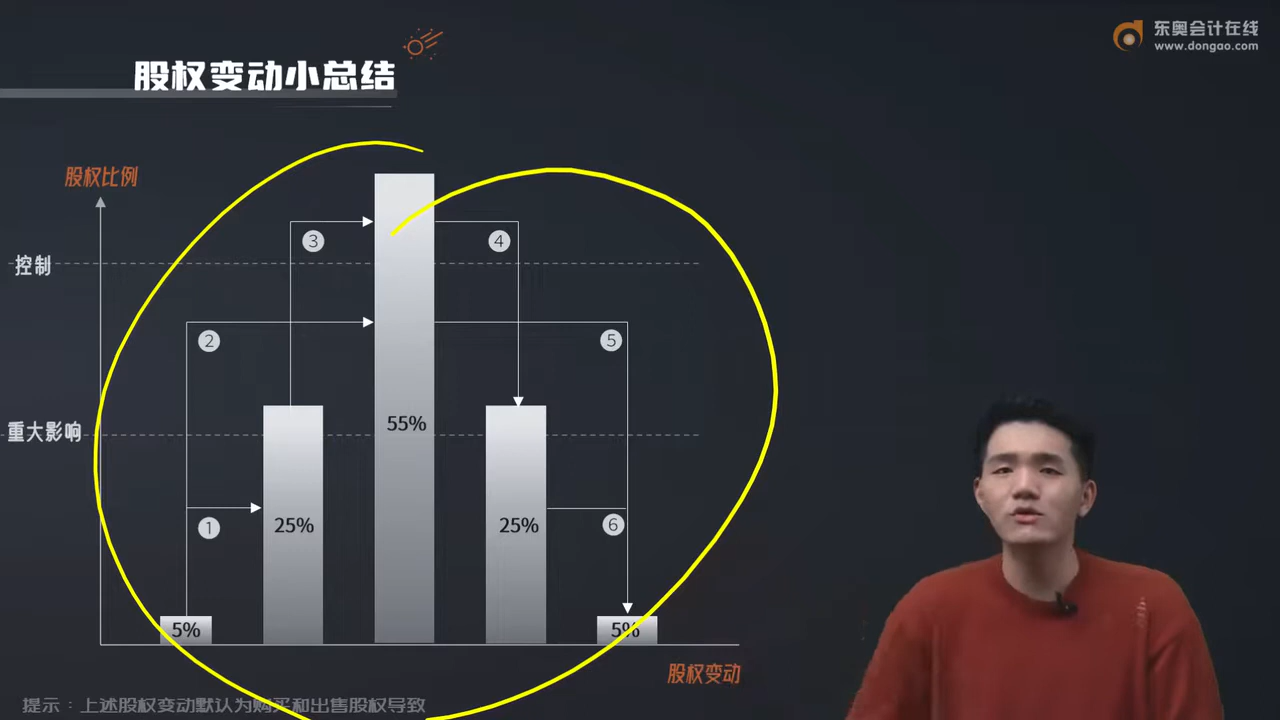 东奥会计在线
www.dongao.com
股权变动小总结
股权比例
3
4
控制
2
5
55%
重大影响
25%
25%
1
6
5%
5%
股权变动
提示：上述股权变动默认为购买和出售股权导致